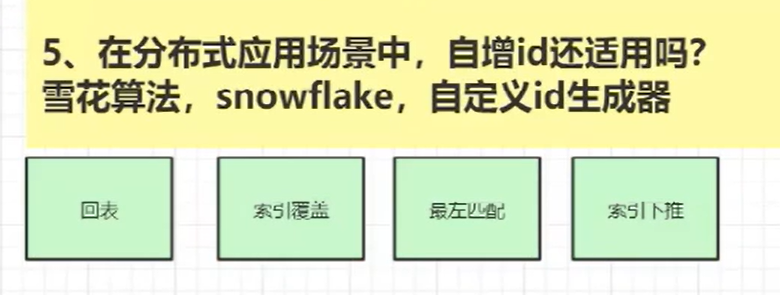 5、在分布式应用场景中，自增id还适用吗？
雪花算法，snowflake，自定义id生成器
回表
索引覆盖
最左匹配
索引下推